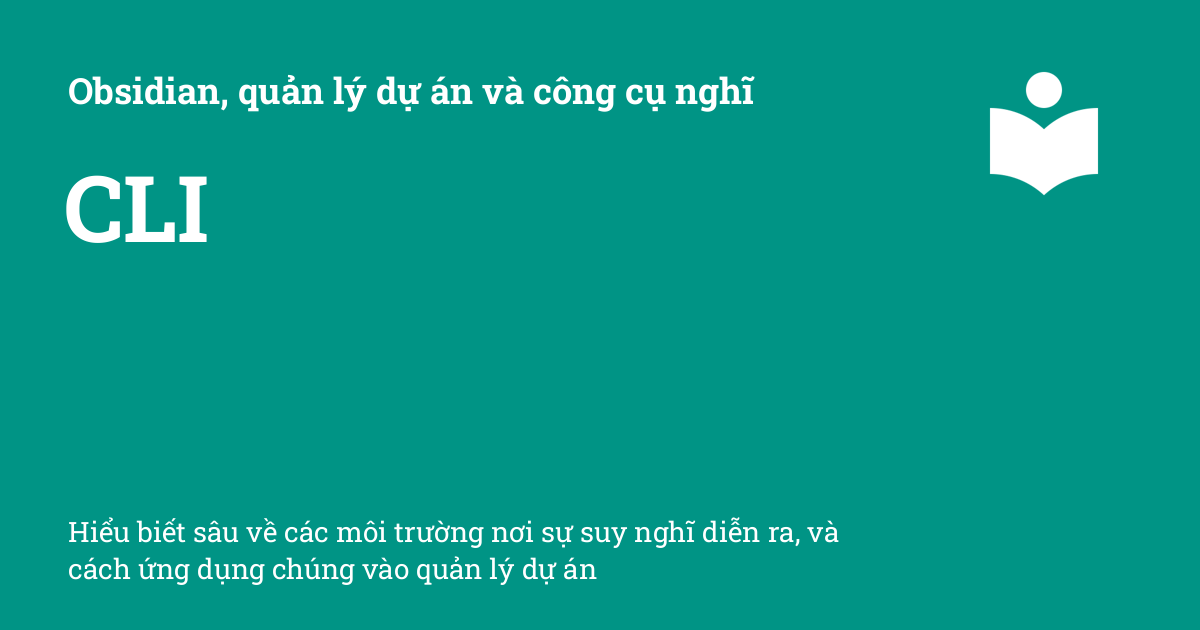 Obsidian, quản lý dự án và công cụ nghĩ
CLI
Hiểu biết sâu về các môi trường nơi sự suy nghĩ diễn ra, và
cách ứng dụng chúng vào quản lý dự án